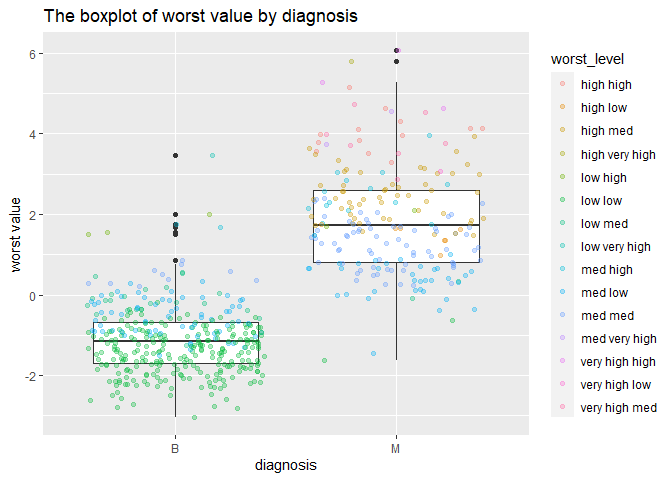 The boxplot of worst value by diagnosis
6
4
2
0
-2
worst value
B
M
diagnosis
worst_level
high high
high low
high med
high very high
low high
low low
low med
low very high
med high
med low
med med
med very high
very high high
very high low
very high med